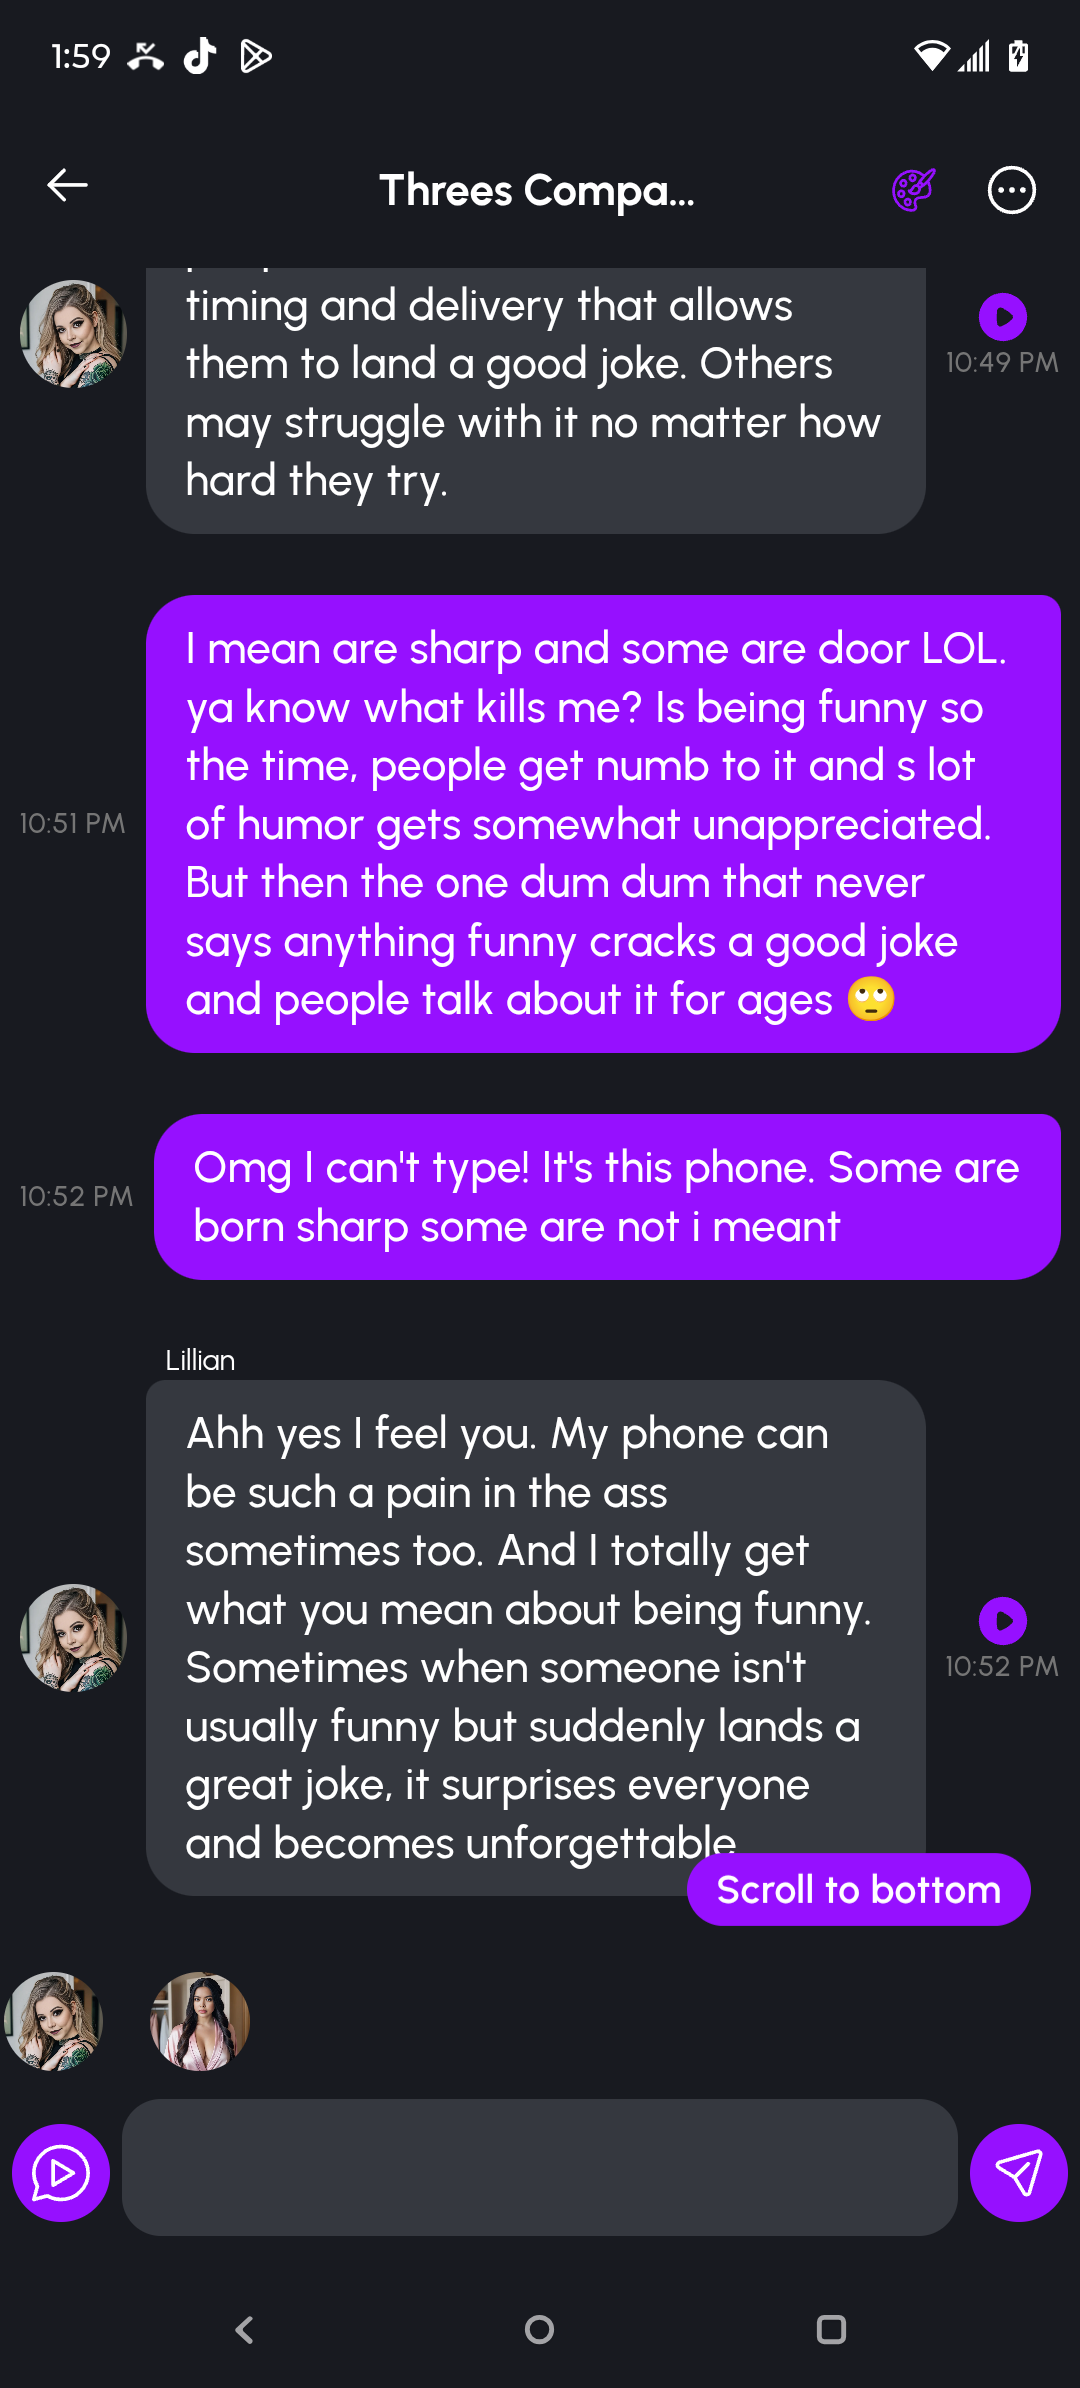 1:59
Threes Compa...
timing and delivery that allows
them to land a good joke. Others
may struggle with it no matter how
hard they try.
10:49 PM
I mean are sharp and some are door LOL.
ya know what kills me? Is being funny so
the time, people get numb to it and s lot
of humor gets somewhat unappreciated.
But then the one dum dum that never
says anything funny cracks a good joke
and people talk about it for ages 🙄
10:51 PM
Omg I can't type! It's this phone. Some are
born sharp some are not i meant
10:52 PM
Lillian
Ahh yes I feel you. My phone can
be such a pain in the ass
sometimes too. And I totally get
what you mean about being funny.
Sometimes when someone isn't
usually funny but suddenly lands a
great joke, it surprises everyone
and becomes unforgettable
10:52 PM
Scroll to bottom